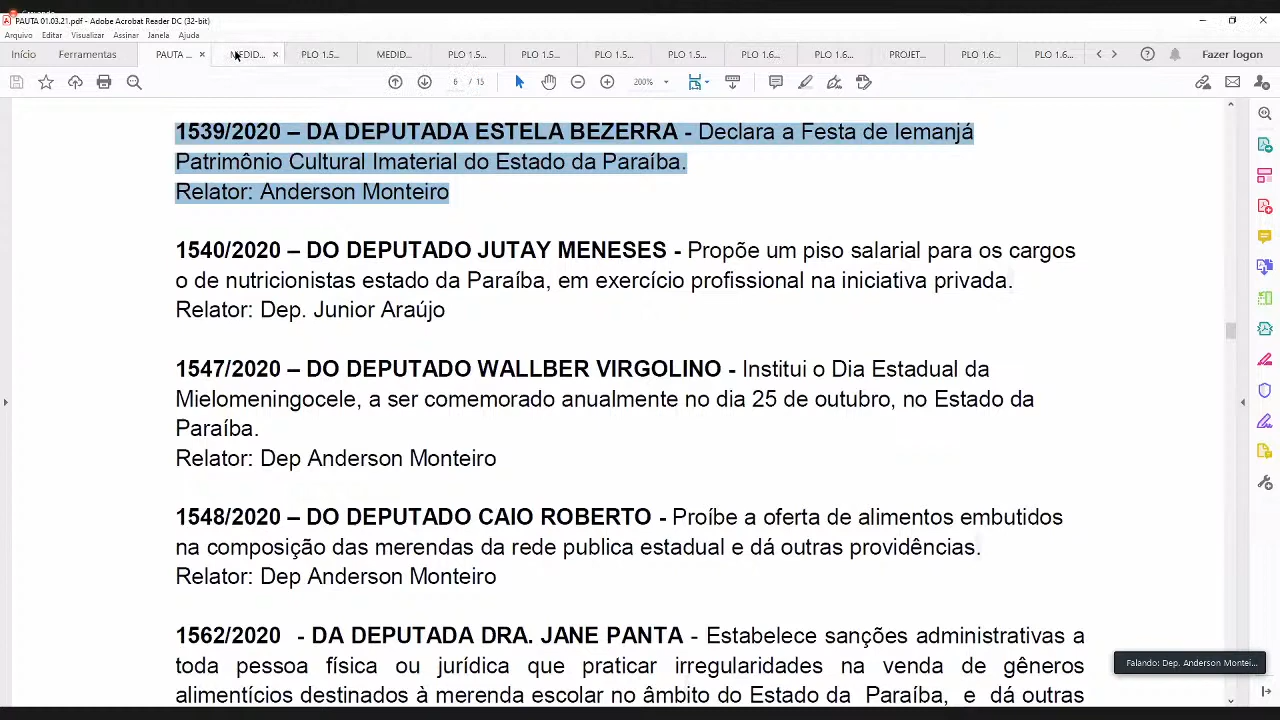 PAUTA 01.03.21.pdf - Adobe Acrobat Reader DC (32-bit)
Arquivo Editar Visualizar Assinar Janela Ajuda
Início Ferramentas PAUTA ... × MEDID... × PLO 1.5... MEDID... PLO 1.5... PLO 1.5... PLO 1.5... PLO 1.5... PLO 1.6... PLO 1.6... PROJET... PLO 1.6... PLO 1.6... Fazer logon
6 / 15 200%
1539/2020 – DA DEPUTADA ESTELA BEZERRA - Declara a Festa de Iemanjá
Patrimônio Cultural Imaterial do Estado da Paraíba.
Relator: Anderson Monteiro
1540/2020 – DO DEPUTADO JUTAY MENESES - Propõe um piso salarial para os cargos
o de nutricionistas estado da Paraíba, em exercício profissional na iniciativa privada.
Relator: Dep. Junior Araújo
1547/2020 – DO DEPUTADO WALLBER VIRGOLINO - Institui o Dia Estadual da
Mielomeningocele, a ser comemorado anualmente no dia 25 de outubro, no Estado da
Paraíba.
Relator: Dep Anderson Monteiro
1548/2020 – DO DEPUTADO CAIO ROBERTO - Proíbe a oferta de alimentos embutidos
na composição das merendas da rede publica estadual e dá outras providências.
Relator: Dep Anderson Monteiro
1562/2020 - DA DEPUTADA DRA. JANE PANTA - Estabelece sanções administrativas a
toda pessoa física ou jurídica que praticar irregularidades na venda de gêneros
alimentícios destinados à merenda escolar no âmbito do Estado da Paraíba, e dá outras
Falando: Dep. Anderson Montei...